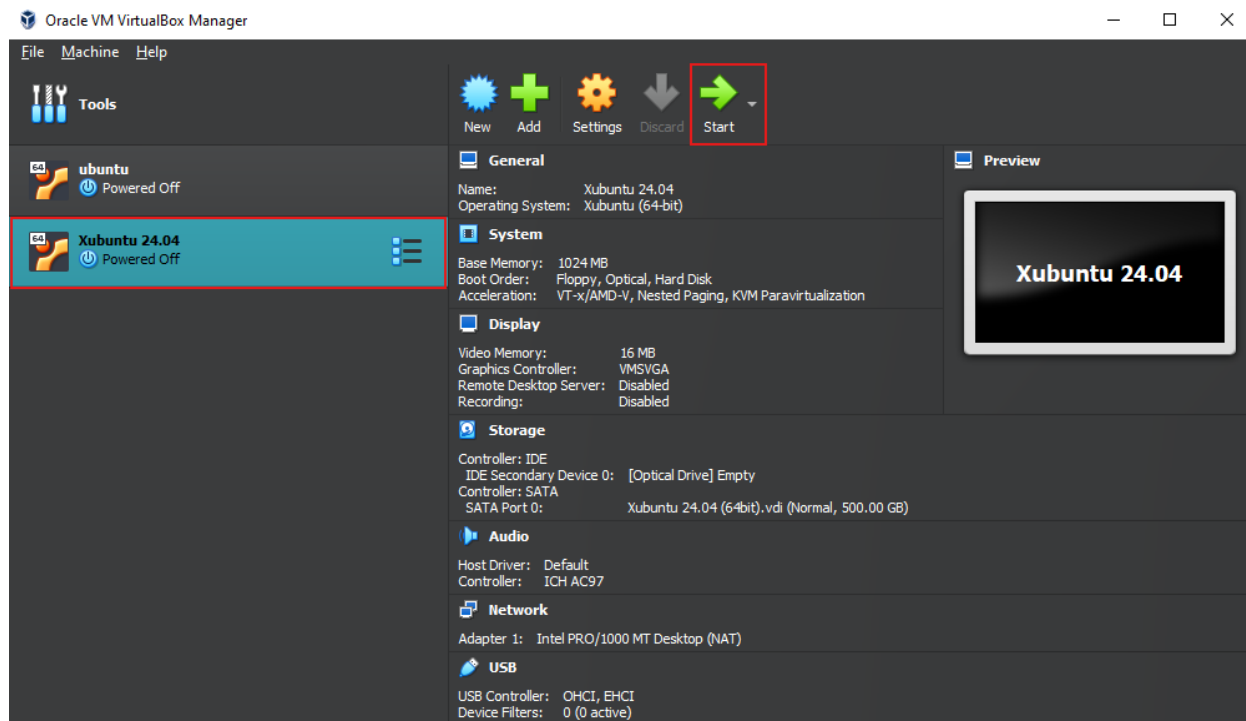 Oracle VM VirtualBox Manager
File Machine Help
Tools
New Add Settings Discard Start
64 ubuntu
Powered Off
64 Xubuntu 24.04
Powered Off
General
Name: Xubuntu 24.04
Operating System: Xubuntu (64-bit)
System
Base Memory: 1024 MB
Boot Order: Floppy, Optical, Hard Disk
Acceleration: VT-x/AMD-V, Nested Paging, KVM Paravirtualization
Display
Video Memory: 16 MB
Graphics Controller: VMSVGA
Remote Desktop Server: Disabled
Recording: Disabled
Storage
Controller: IDE
IDE Secondary Device 0: [Optical Drive] Empty
Controller: SATA
SATA Port 0: Xubuntu 24.04 (64bit).vdi (Normal, 500.00 GB)
Audio
Host Driver: Default
Controller: ICH AC97
Network
Adapter 1: Intel PRO/1000 MT Desktop (NAT)
USB
USB Controller: OHCI, EHCI
Device Filters: 0 (0 active)
Preview
Xubuntu 24.04